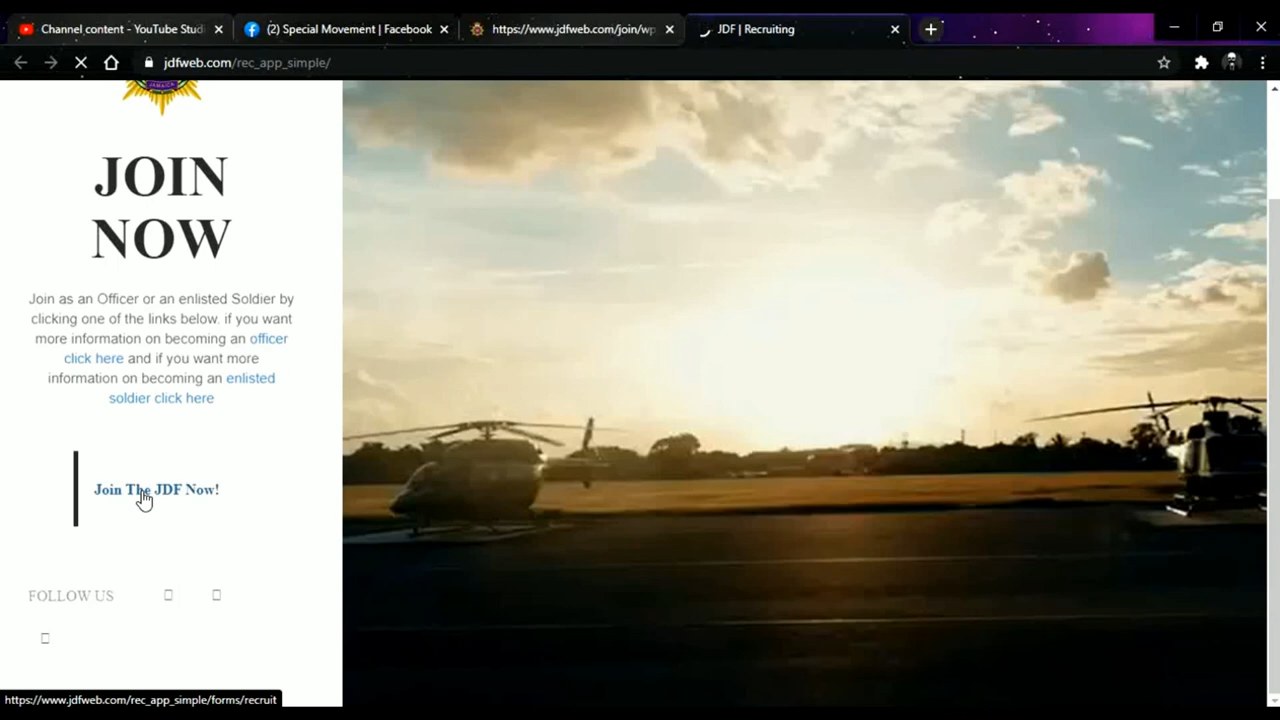 Channel content - YouTube Studi
(2) Special Movement | Facebook
https://www.jdfweb.com/join/wp
JDF | Recruiting
jdfweb.com/rec_app_simple/
JAMAICA
JOIN
NOW
Join as an Officer or an enlisted Soldier by
clicking one of the links below. if you want
more information on becoming an officer
click here and if you want more
information on becoming an enlisted
soldier click here
Join The JDF Now!
FOLLOW US
https://www.jdfweb.com/rec_app_simple/forms/recruit